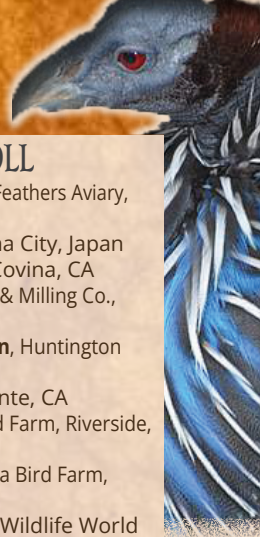 OLL
Feathers Aviary,
na City, Japan
Covina, CA
& Milling Co.,
n, Huntington
nte, CA
d Farm, Riverside,
a Bird Farm,
Wildlife World